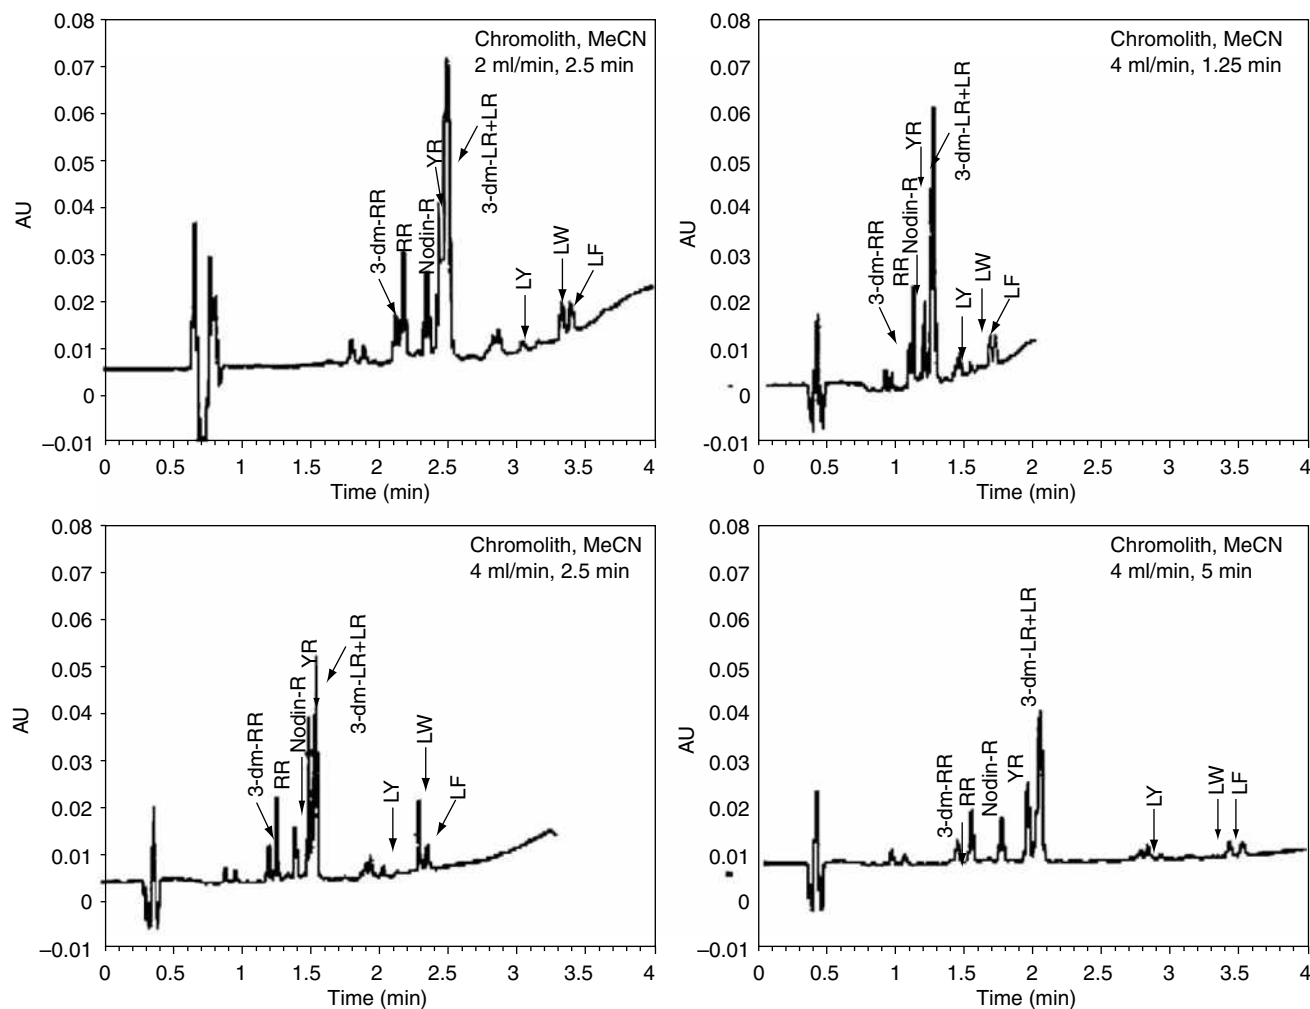 Chromolith, MeCN
2 ml/min, 2.5 min
0.08
0.07
0.06
0.05
0.04
0.03
0.02
0.01
0
–0.01
AU
3-dm-RR
RR
Nodin-R
YR
3-dm-LR+LR
LY
LW
LF
0 0.5 1 1.5 2 2.5 3 3.5 4
Time (min)
Chromolith, MeCN
4 ml/min, 1.25 min
0.08
0.07
0.06
0.05
0.04
0.03
0.02
0.01
0
-0.01
AU
3-dm-RR
RR
Nodin-R
YR
3-dm-LR+LR
LY
LW
LF
0 0.5 1 1.5 2 2.5 3 3.5 4
Time (min)
Chromolith, MeCN
4 ml/min, 2.5 min
0.08
0.07
0.06
0.05
0.04
0.03
0.02
0.01
0
–0.01
AU
3-dm-RR
RR
Nodin-R
YR
3-dm-LR+LR
LY
LW
LF
0 0.5 1 1.5 2 2.5 3 3.5 4
Time (min)
Chromolith, MeCN
4 ml/min, 5 min
0.08
0.07
0.06
0.05
0.04
0.03
0.02
0.01
0
–0.01
AU
3-dm-RR
RR
Nodin-R
YR
3-dm-LR+LR
LY
LW
LF
0 0.5 1 1.5 2 2.5 3 3.5 4
Time (min)